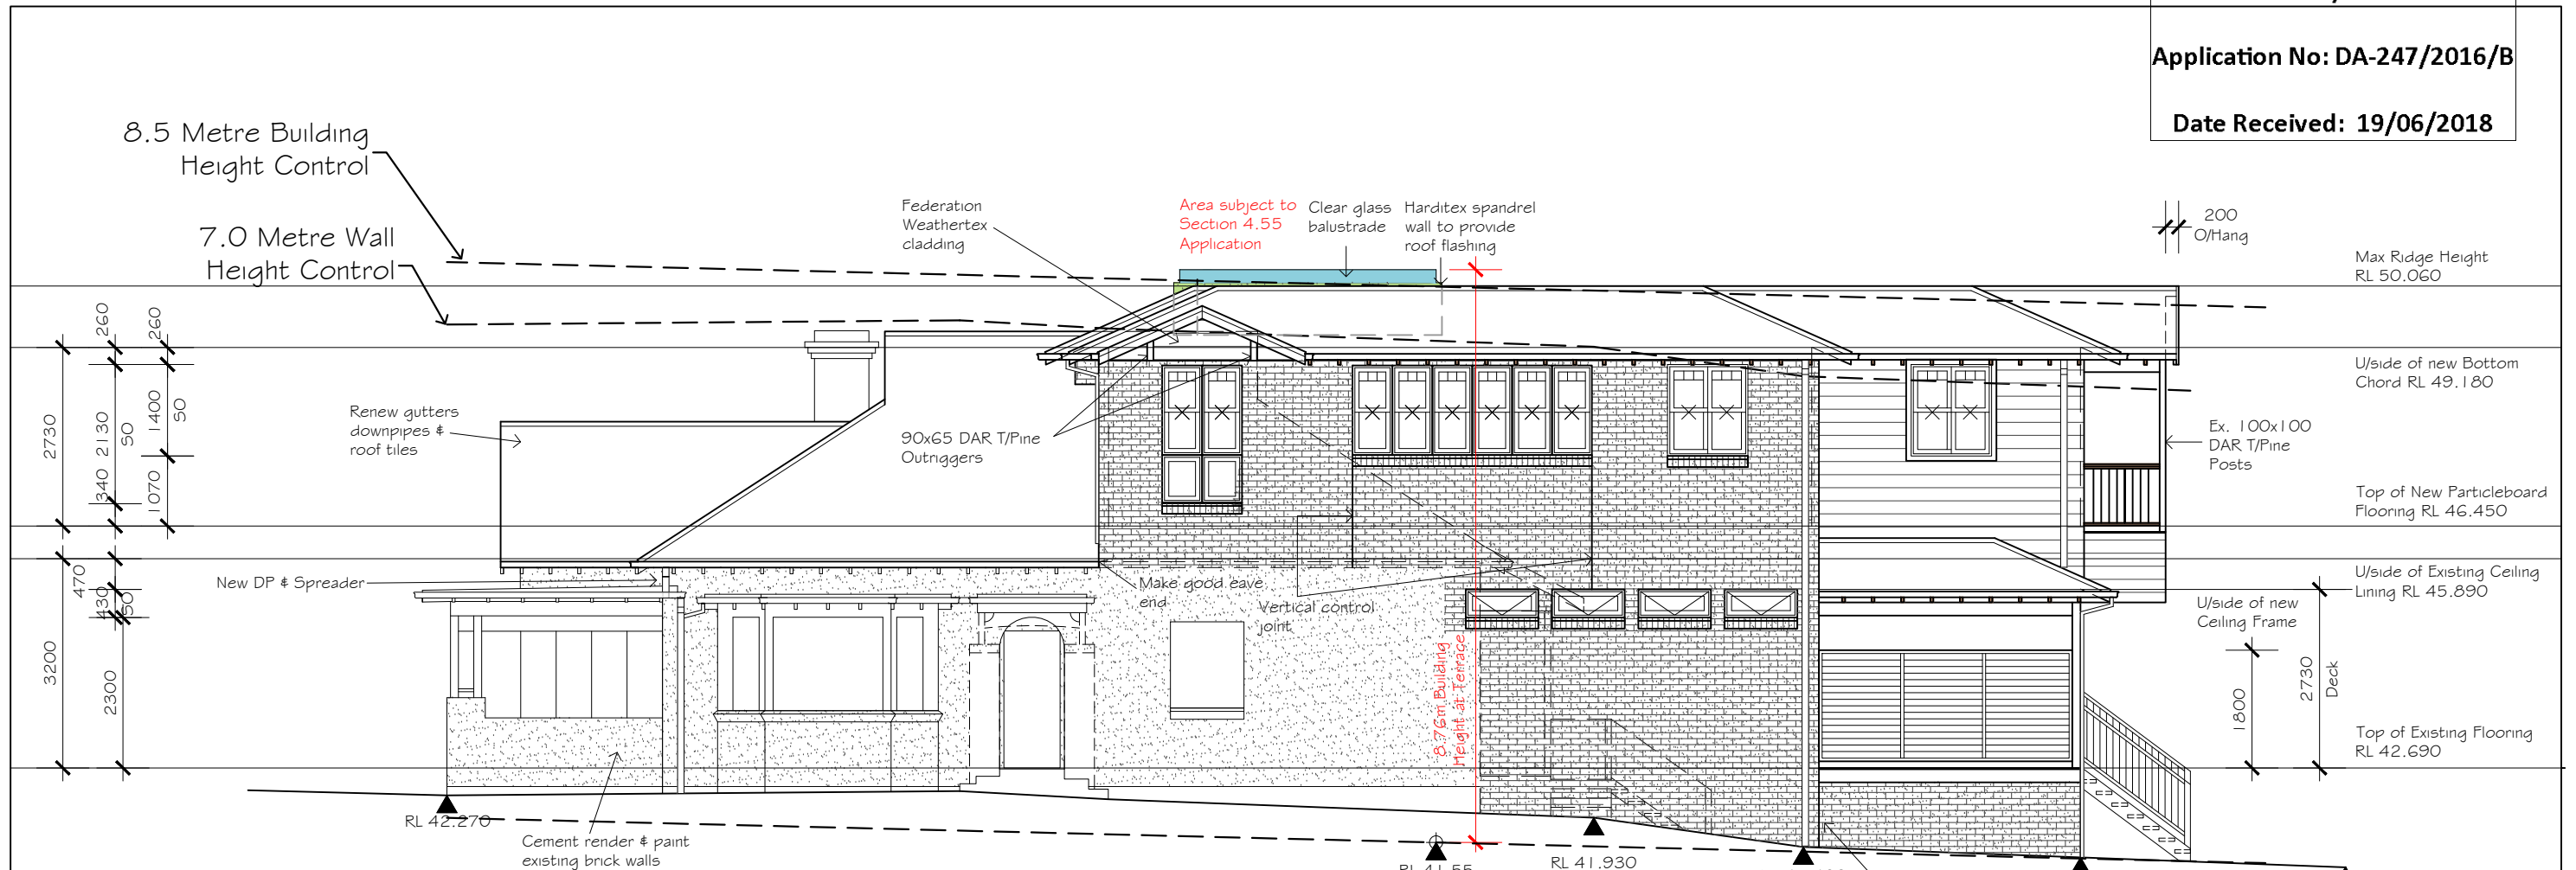 Application No: DA-247/2016/B
Date Received: 19/06/2018
8.5 Metre Building
Height Control
7.0 Metre Wall
Height Control
Federation
Weathertex
cladding
Area subject to
Section 4.55
Application
Clear glass
balustrade
Harditex spandrel
wall to provide
roof flashing
200
O/Hang
Max Ridge Height
RL 50.060
260
260
2730
2130
1400
50
50
340
1070
Renew gutters
downpipes &
roof tiles
90x65 DAR T/Pine
Outriggers
U/side of new Bottom
Chord RL 49.180
Ex. 100x100
DAR T/Pine
Posts
Top of New Particleboard
Flooring RL 46.450
470
430
50
3200
2300
New DP & Spreader
Make good eave
end
Vertical control
joint
8.76m Building
Height at Terrace
U/side of Existing Ceiling
Lining RL 45.890
U/side of new
Ceiling Frame
1800
2730
Deck
Top of Existing Flooring
RL 42.690
RL 42.270
Cement render & paint
existing brick walls
RL 41.55
RL 41.930